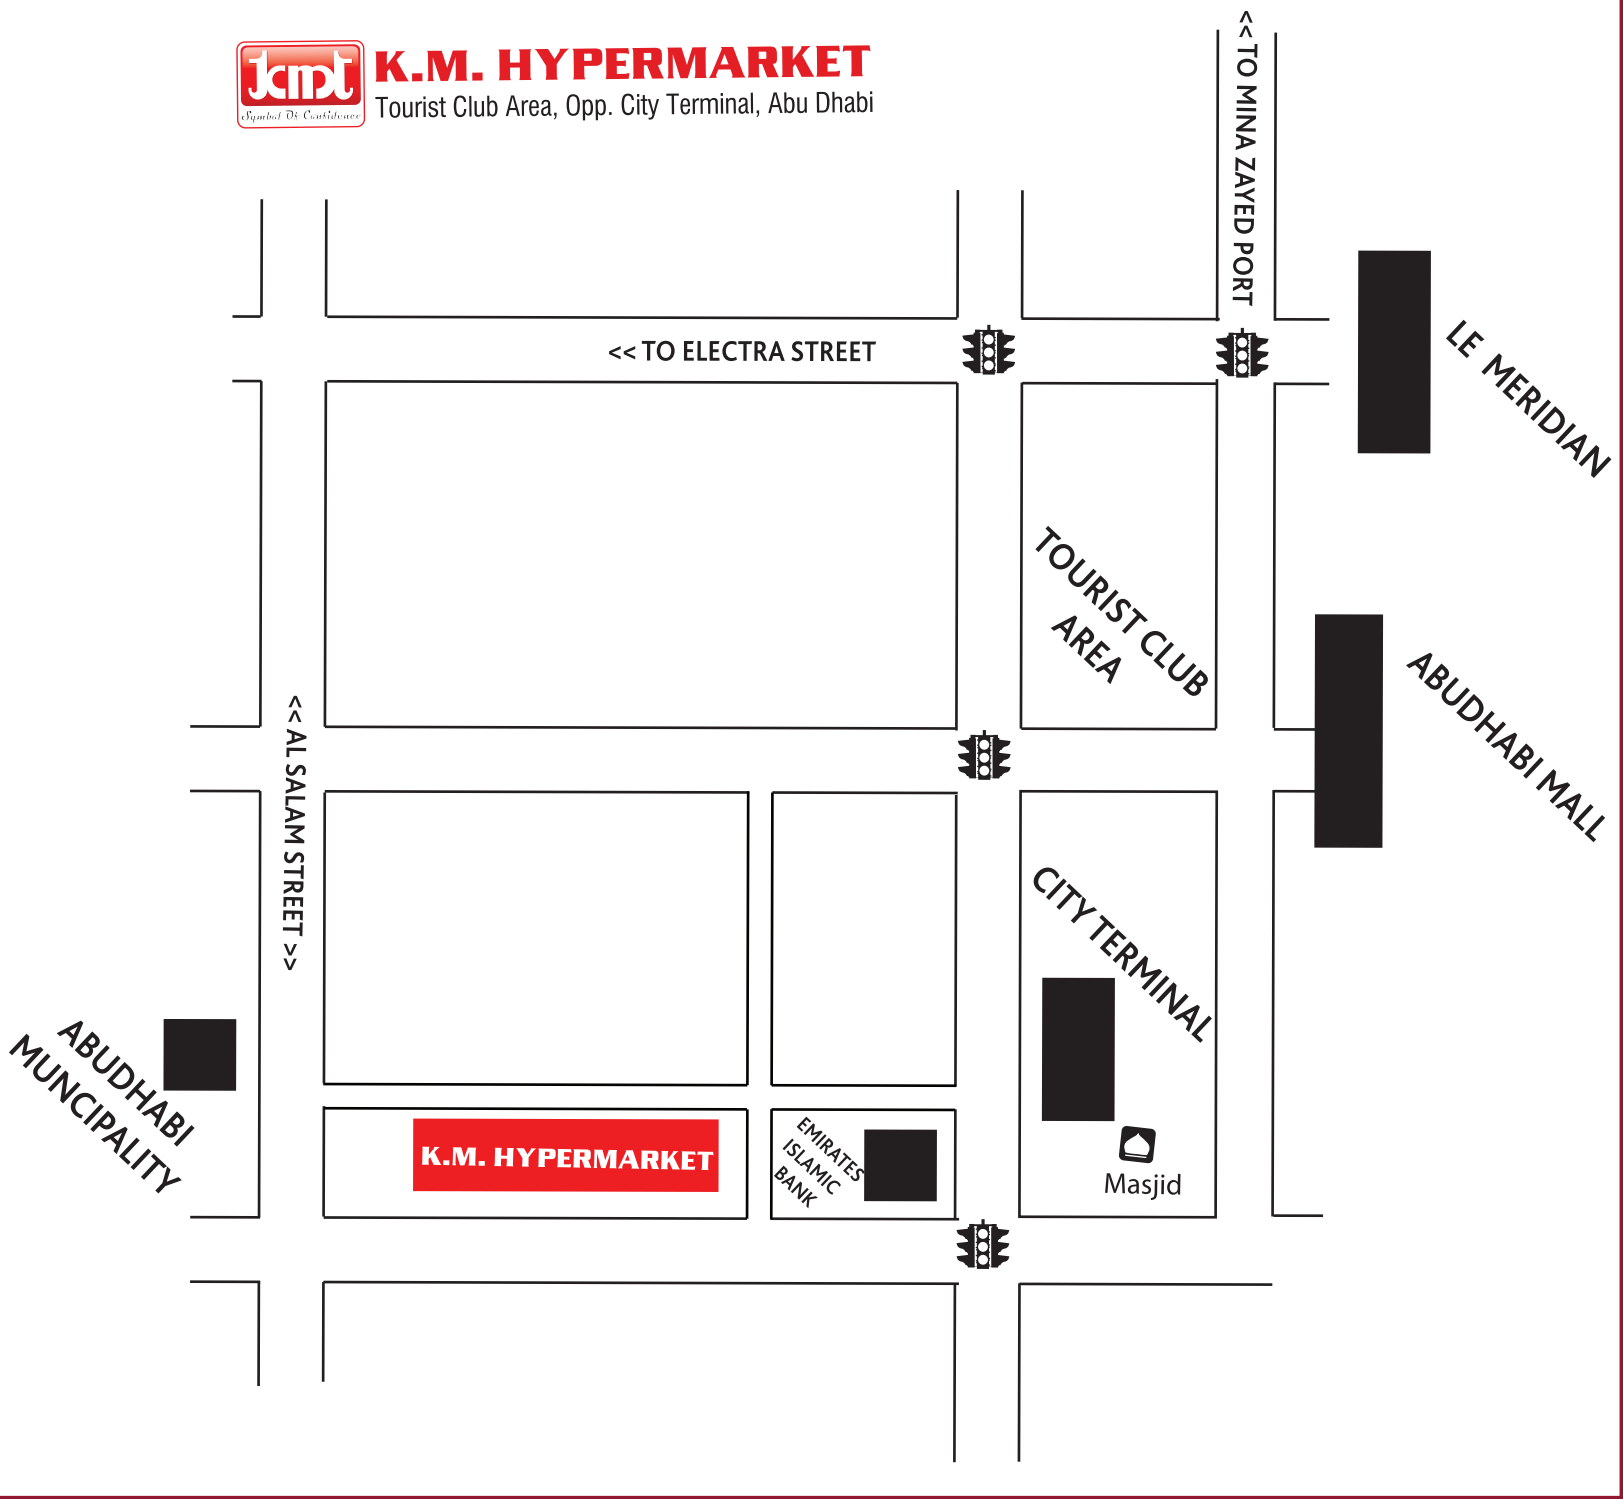 kmt
Symbol Of Confidence
K.M. HYPERMARKET
Tourist Club Area, Opp. City Terminal, Abu Dhabi
<< TO MINA ZAYED PORT
<< TO ELECTRA STREET
LE MERIDIAN
TOURIST CLUB
AREA
ABUDHABI MALL
<< AL SALAM STREET >>
CITY TERMINAL
ABUDHABI
MUNCIPALITY
K.M. HYPERMARKET
EMIRATES
ISLAMIC
BANK
Masjid